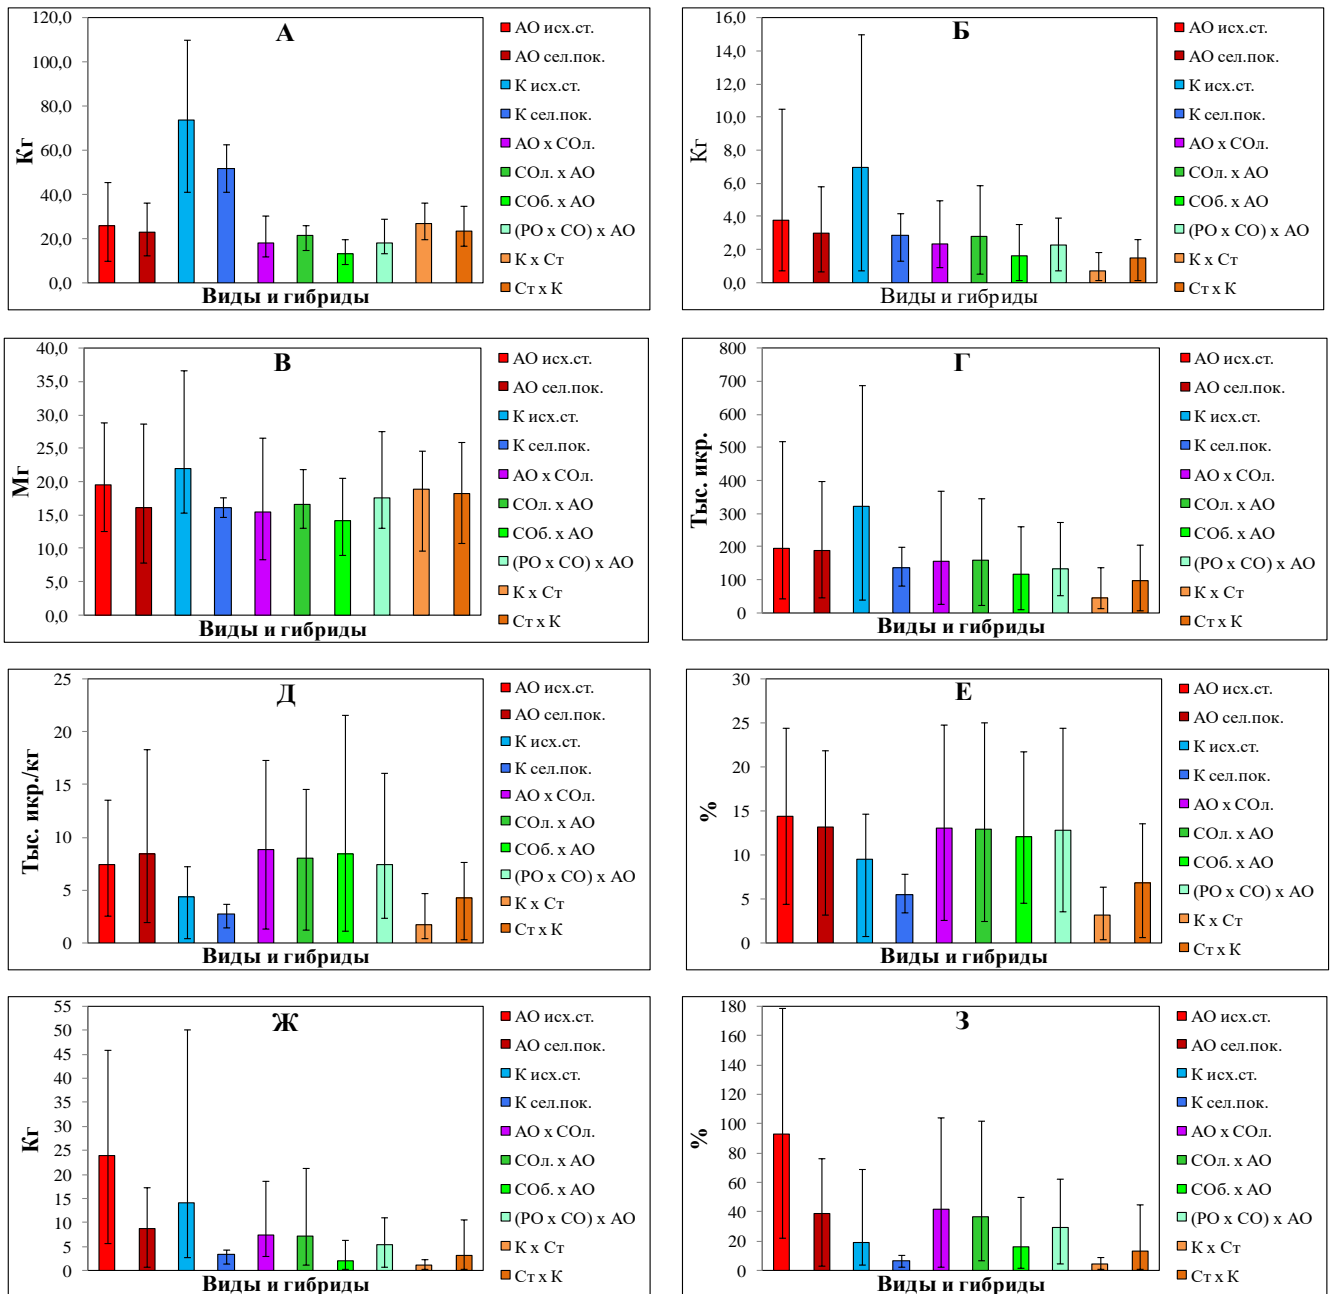 А
Кг
120,0
100,0
80,0
60,0
40,0
20,0
0,0
Виды и гибриды
АО исх.ст.
АО сел.пок.
К исх.ст.
К сел.пок.
АО х СОл.
СОл. х АО
СОб. х АО
(РО х СО) х АО
К х Ст
Ст х К
Б
Кг
16,0
14,0
12,0
10,0
8,0
6,0
4,0
2,0
0,0
Виды и гибриды
АО исх.ст.
АО сел.пок.
К исх.ст.
К сел.пок.
АО х СОл.
СОл. х АО
СОб. х АО
(РО х СО) х АО
К х Ст
Ст х К
В
Мг
40,0
35,0
30,0
25,0
20,0
15,0
10,0
5,0
0,0
Виды и гибриды
АО исх.ст.
АО сел.пок.
К исх.ст.
К сел.пок.
АО х СОл.
СОл. х АО
СОб. х АО
(РО х СО) х АО
К х Ст
Ст х К
Г
Тыс. икр.
800
700
600
500
400
300
200
100
0
Виды и гибриды
АО исх.ст.
АО сел.пок.
К исх.ст.
К сел.пок.
АО х СОл.
СОл. х АО
СОб. х АО
(РО х СО) х АО
К х Ст
Ст х К
Д
Тыс. икр./кг
25
20
15
10
5
0
Виды и гибриды
АО исх.ст.
АО сел.пок.
К исх.ст.
К сел.пок.
АО х СОл.
СОл. х АО
СОб. х АО
(РО х СО) х АО
К х Ст
Ст х К
Е
%
30
25
20
15
10
5
0
Виды и гибриды
АО исх.ст.
АО сел.пок.
К исх.ст.
К сел.пок.
АО х СОл.
СОл. х АО
СОб. х АО
(РО х СО) х АО
К х Ст
Ст х К
Ж
Кг
55
50
45
40
35
30
25
20
15
10
5
0
Виды и гибриды
АО исх.ст.
АО сел.пок.
К исх.ст.
К сел.пок.
АО х СОл.
СОл. х АО
СОб. х АО
(РО х СО) х АО
К х Ст
Ст х К
З
%
180
160
140
120
100
80
60
40
20
0
Виды и гибриды
АО исх.ст.
АО сел.пок.
К исх.ст.
К сел.пок.
АО х СОл.
СОл. х АО
СОб. х АО
(РО х СО) х АО
К х Ст
Ст х К